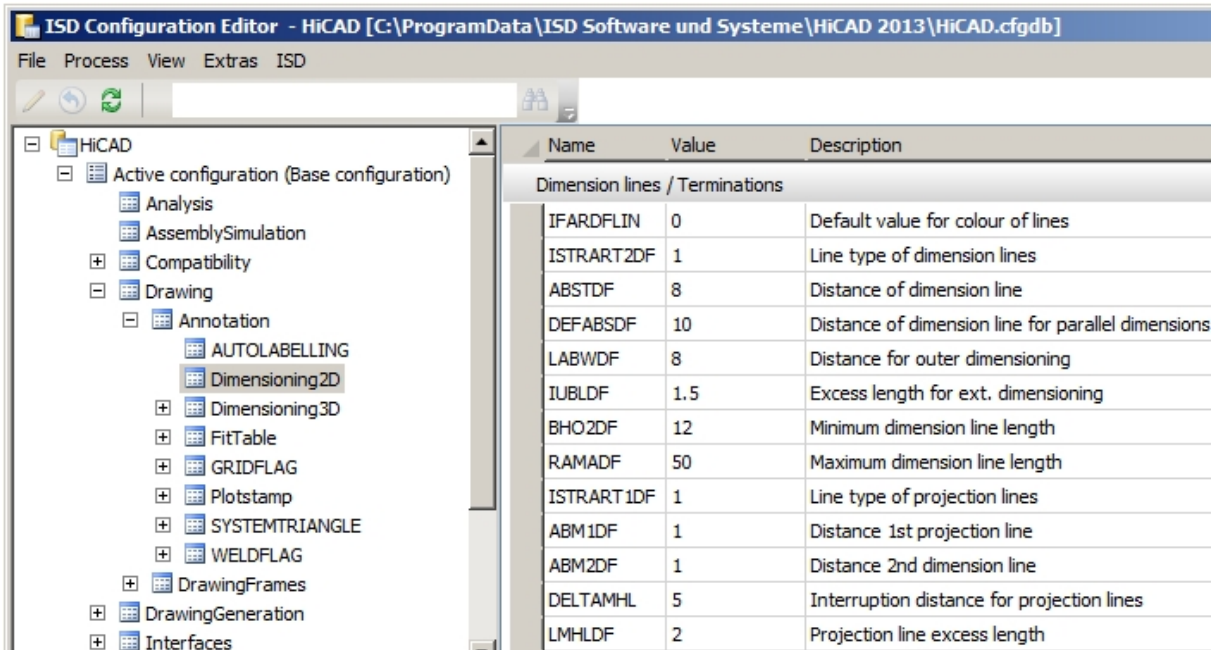 ISD Configuration Editor - HiCAD [C:\ProgramData\ISD Software und Systeme\HiCAD 2013\HiCAD.cfgdb]
File Process View Extras ISD
HiCAD
Active configuration (Base configuration)
Analysis
AssemblySimulation
Compatibility
Drawing
Annotation
AUTOLABELLING
Dimensioning2D
Dimensioning3D
FitTable
GRIDFLAG
Plotstamp
SYSTEMTRIANGLE
WELDFLAG
DrawingFrames
DrawingGeneration
Interfaces
Name Value Description
Dimension lines / Terminations
IFARDFLIN 0 Default value for colour of lines
ISTRART2DF 1 Line type of dimension lines
ABSTDF 8 Distance of dimension line
DEFABSDF 10 Distance of dimension line for parallel dimensions
LABWDF 8 Distance for outer dimensioning
IUBLDF 1.5 Excess length for ext. dimensioning
BHO2DF 12 Minimum dimension line length
RAMADF 50 Maximum dimension line length
ISTRART1DF 1 Line type of projection lines
ABM1DF 1 Distance 1st projection line
ABM2DF 1 Distance 2nd dimension line
DELTAMHL 5 Interruption distance for projection lines
LMHLDF 2 Projection line excess length